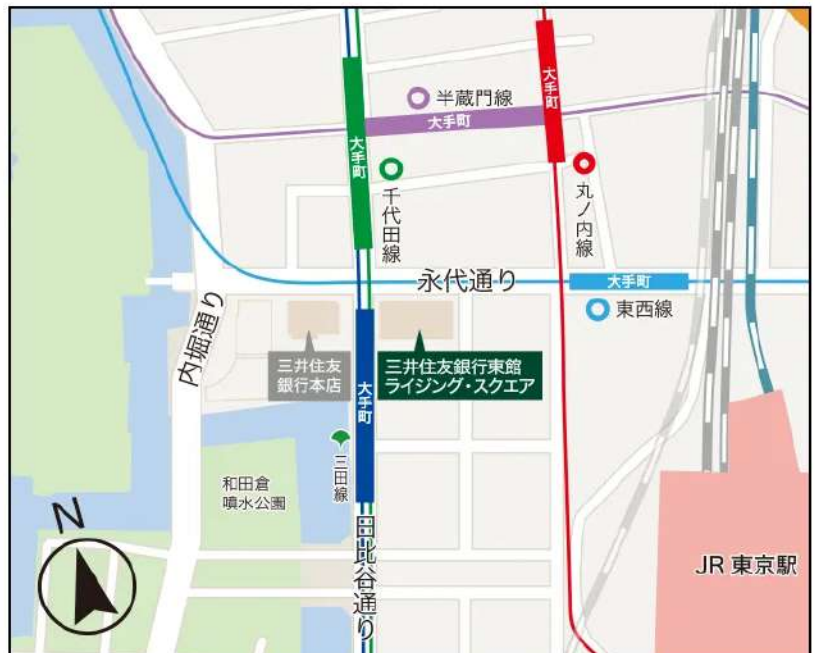 半蔵門線
大手町
大手町
大手町
千代田線
丸ノ内線
永代通り
大手町
東西線
内堀通り
三井住友
銀行本店
大手町
三井住友銀行東館
ライジング・スクエア
三田線
和田倉
噴水公園
N
日比谷通り
JR 東京駅